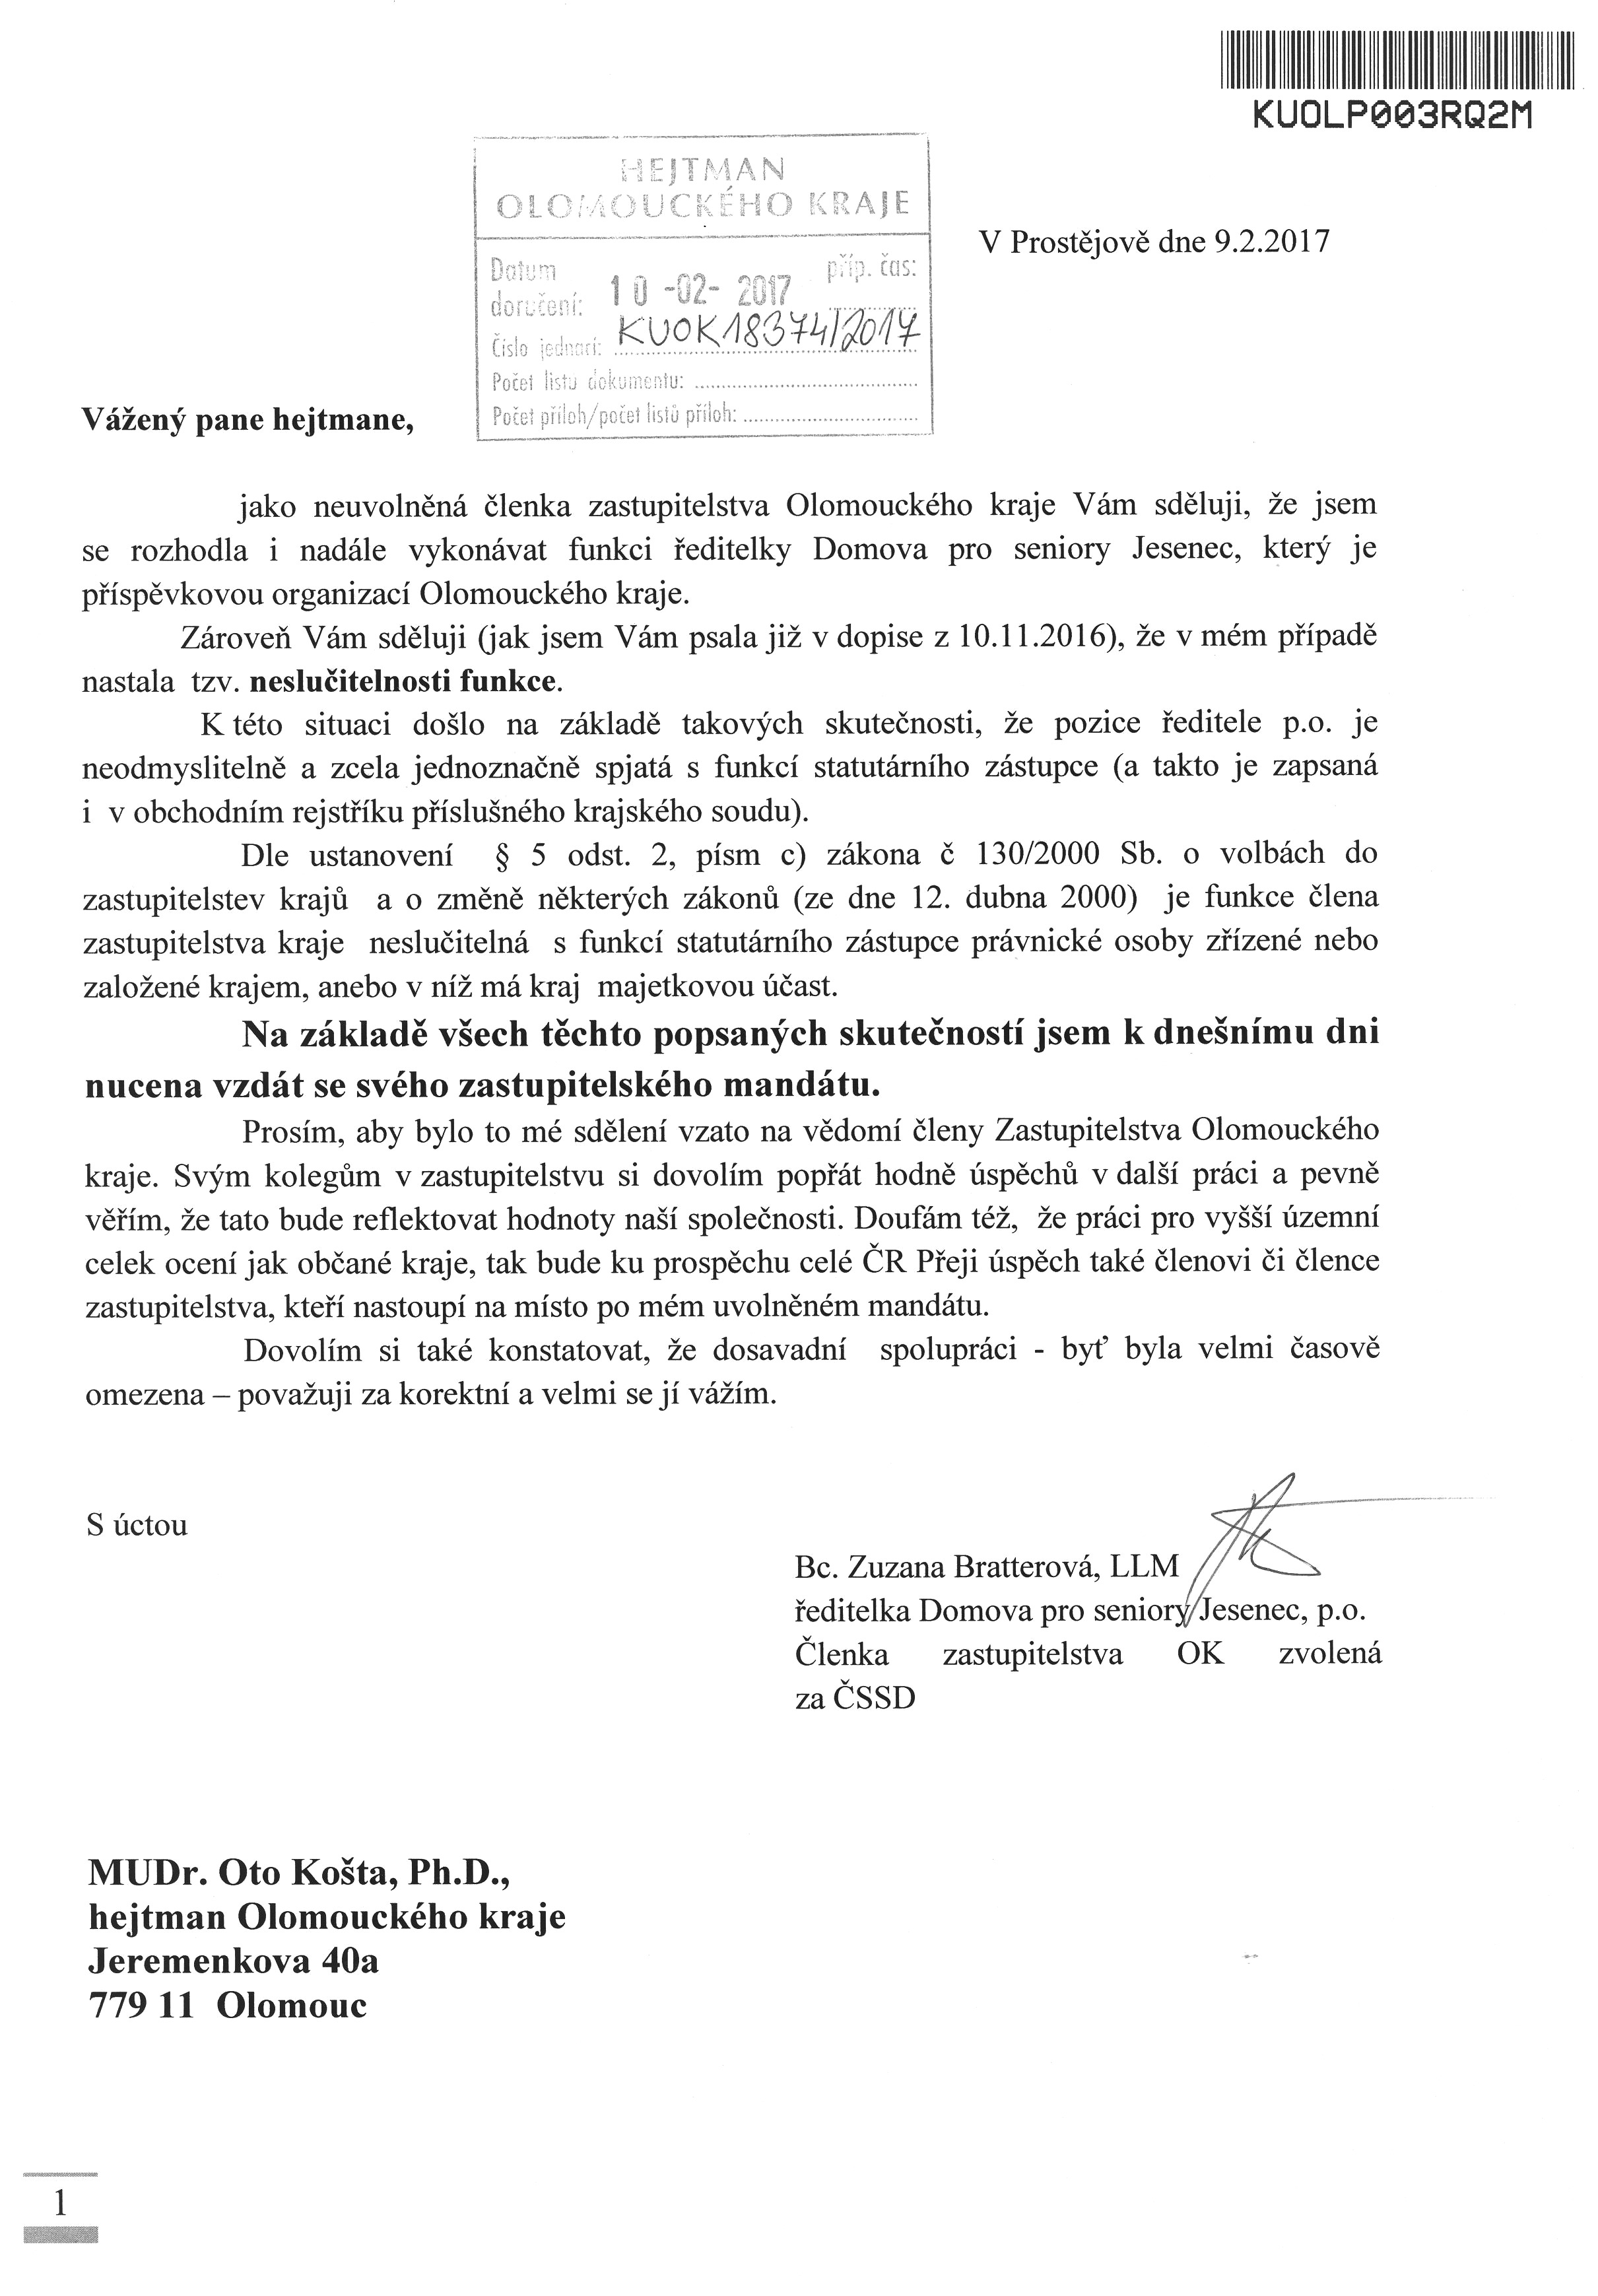 KUOLP003RQ2M
HEJTMAN
OLOMOUCKÉHO KRAJE
Datum
doručení:
10 -02- 2017
příp. čas:
Číslo jednací: KUOK18374/2017
Počet listu dokumentu:
Počet příloh/počet listů příloh:
V Prostějově dne 9.2.2017
Vážený pane hejtmane,
jako neuvolněná členka zastupitelstva Olomouckého kraje Vám sděluji, že jsem
se rozhodla i nadále vykonávat funkci ředitelky Domova pro seniory Jesenec, který je
příspěvkovou organizací Olomouckého kraje.
Zároveň Vám sděluji (jak jsem Vám psala již v dopise z 10.11.2016), že v mém případě
nastala tzv. neslučitelnosti funkce.
K této situaci došlo na základě takových skutečnosti, že pozice ředitele p.o. je
neodmyslitelně a zcela jednoznačně spjatá s funkcí statutárního zástupce (a takto je zapsaná
i v obchodním rejstříku příslušného krajského soudu).
Dle ustanovení § 5 odst. 2, písm c) zákona č 130/2000 Sb. o volbách do
zastupitelstev krajů a o změně některých zákonů (ze dne 12. dubna 2000) je funkce člena
zastupitelstva kraje neslučitelná s funkcí statutárního zástupce právnické osoby zřízené nebo
založené krajem, anebo v níž má kraj majetkovou účast.
Na základě všech těchto popsaných skutečností jsem k dnešnímu dni
nucena vzdát se svého zastupitelského mandátu.
Prosím, aby bylo to mé sdělení vzato na vědomí členy Zastupitelstva Olomouckého
kraje. Svým kolegům v zastupitelstvu si dovolím popřát hodně úspěchů v další práci a pevně
věřím, že tato bude reflektovat hodnoty naší společnosti. Doufám též, že práci pro vyšší územní
celek ocení jak občané kraje, tak bude ku prospěchu celé ČR Přeji úspěch také členovi či člence
zastupitelstva, kteří nastoupí na místo po mém uvolněném mandátu.
Dovolím si také konstatovat, že dosavadní spolupráci - byť byla velmi časově
omezena – považuji za korektní a velmi se jí vážím.
S úctou
Bc. Zuzana Bratterová, LLM
ředitelka Domova pro seniory Jesenec, p.o.
Členka zastupitelstva OK zvolená
za ČSSD
MUDr. Oto Košta, Ph.D.,
hejtman Olomouckého kraje
Jeremenkova 40a
779 11 Olomouc
1